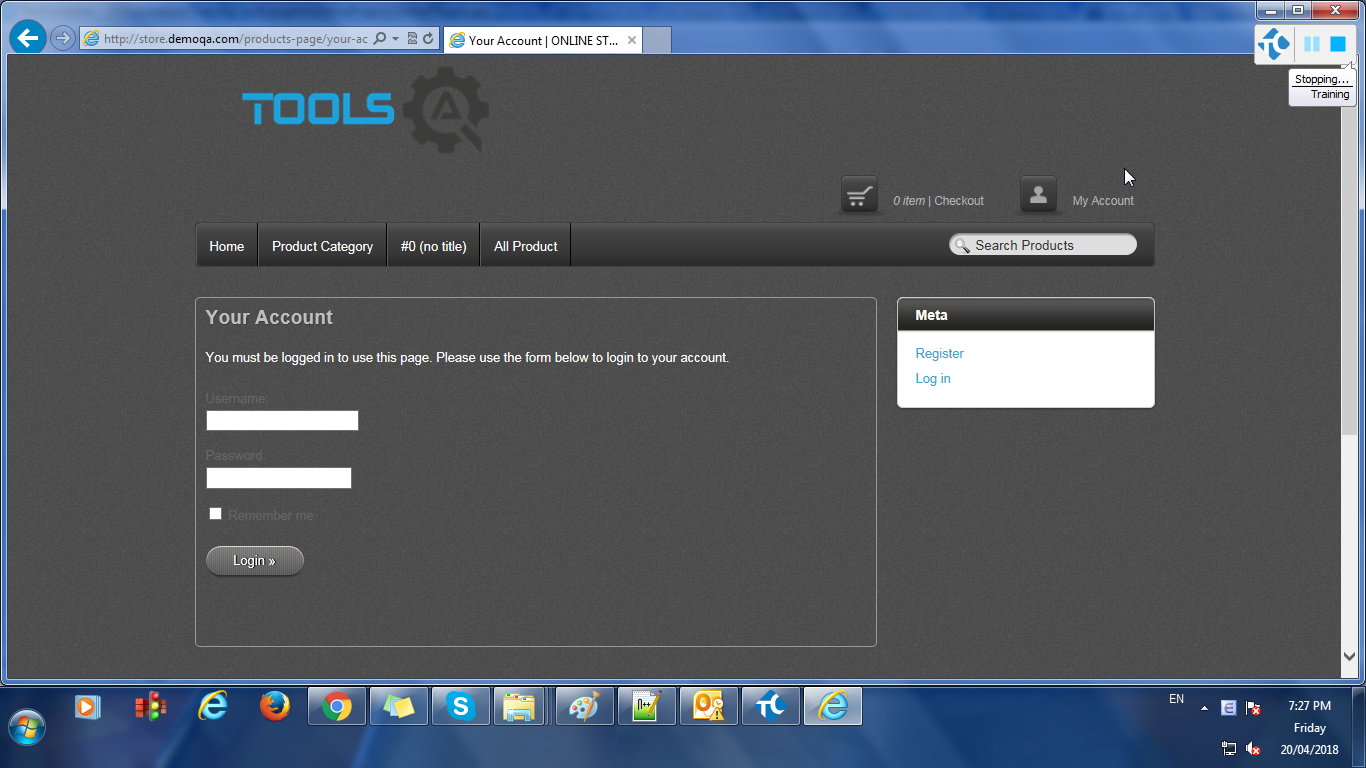 http://store.demoqa.com/products-page/your-ac
Your Account | ONLINE ST...
Stopping...
Training
TOOLS QA
0 item | Checkout
My Account
Home
Product Category
#0 (no title)
All Product
Search Products
Your Account
You must be logged in to use this page. Please use the form below to login to your account.
Username:
Password:
Remember me
Login »
Meta
Register
Log in
EN
7:27 PM
Friday
20/04/2018